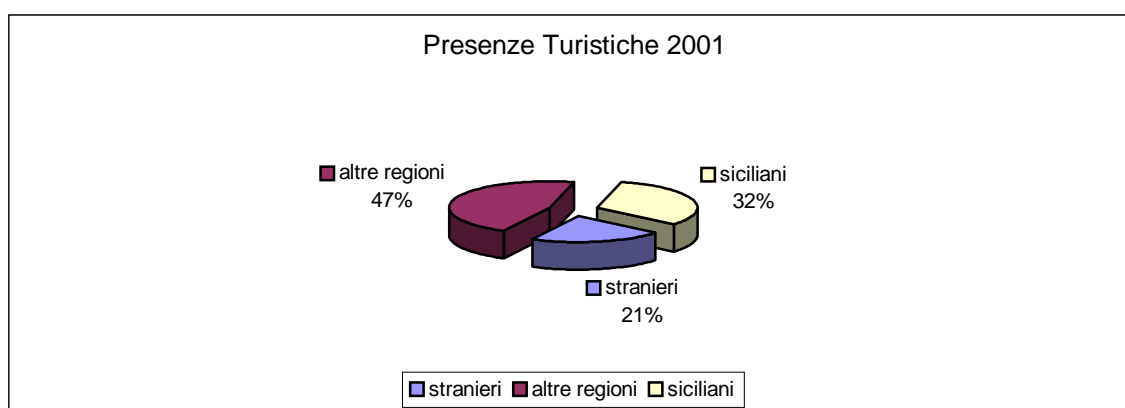 Presenze Turistiche 2001
altre regioni
47%
siciliani
32%
stranieri
21%
stranieri altre regioni siciliani